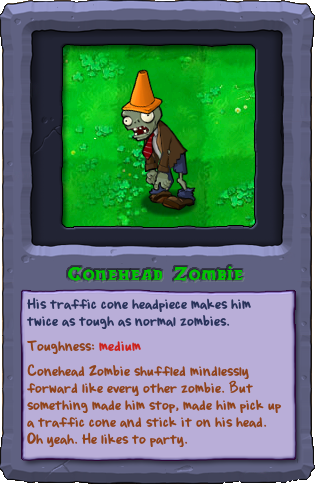 Conehead Zombie
His traffic cone headpiece makes him
twice as tough as normal zombies.
Toughness: medium
Conehead Zombie shuffled mindlessly
forward like every other zombie. But
something made him stop, made him pick up
a traffic cone and stick it on his head.
Oh yeah. He likes to party.